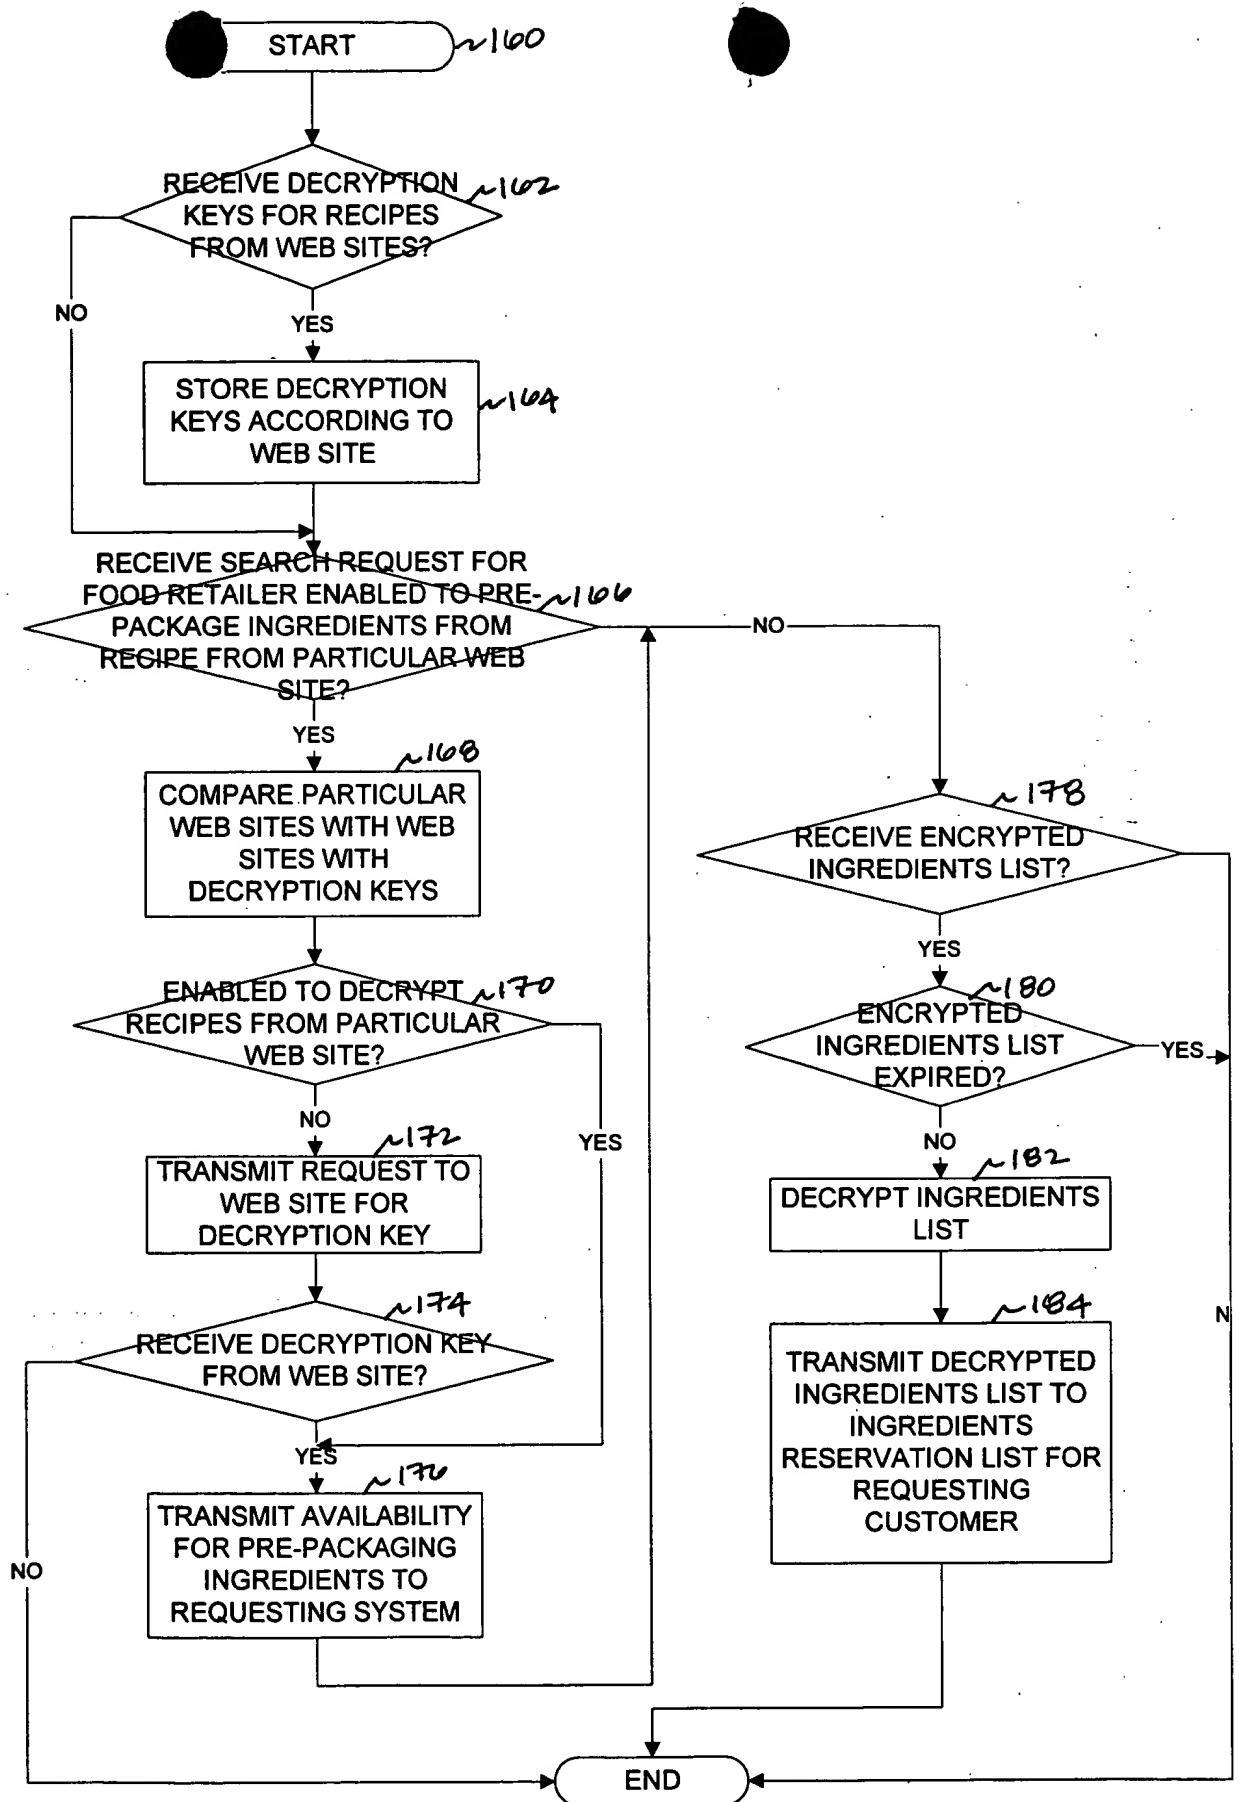 START
~160
RECEIVE DECRYPTION
KEYS FOR RECIPES
FROM WEB SITES?
~162
NO
YES
STORE DECRYPTION
KEYS ACCORDING TO
WEB SITE
~164
RECEIVE SEARCH REQUEST FOR
FOOD RETAILER ENABLED TO PRE-
PACKAGE INGREDIENTS FROM
RECIPE FROM PARTICULAR WEB
SITE?
~166
NO
YES
~168
COMPARE PARTICULAR
WEB SITES WITH WEB
SITES WITH
DECRYPTION KEYS
ENABLED TO DECRYPT
RECIPES FROM PARTICULAR
WEB SITE?
~170
NO
YES
~172
TRANSMIT REQUEST TO
WEB SITE FOR
DECRYPTION KEY
~174
RECEIVE DECRYPTION KEY
FROM WEB SITE?
YES
NO
~176
TRANSMIT AVAILABILITY
FOR PRE-PACKAGING
INGREDIENTS TO
REQUESTING SYSTEM
~178
RECEIVE ENCRYPTED
INGREDIENTS LIST?
YES
~180
ENCRYPTED
INGREDIENTS LIST
EXPIRED?
YES
NO
~182
DECRYPT INGREDIENTS
LIST
~184
TRANSMIT DECRYPTED
INGREDIENTS LIST TO
INGREDIENTS
RESERVATION LIST FOR
REQUESTING
CUSTOMER
N
END